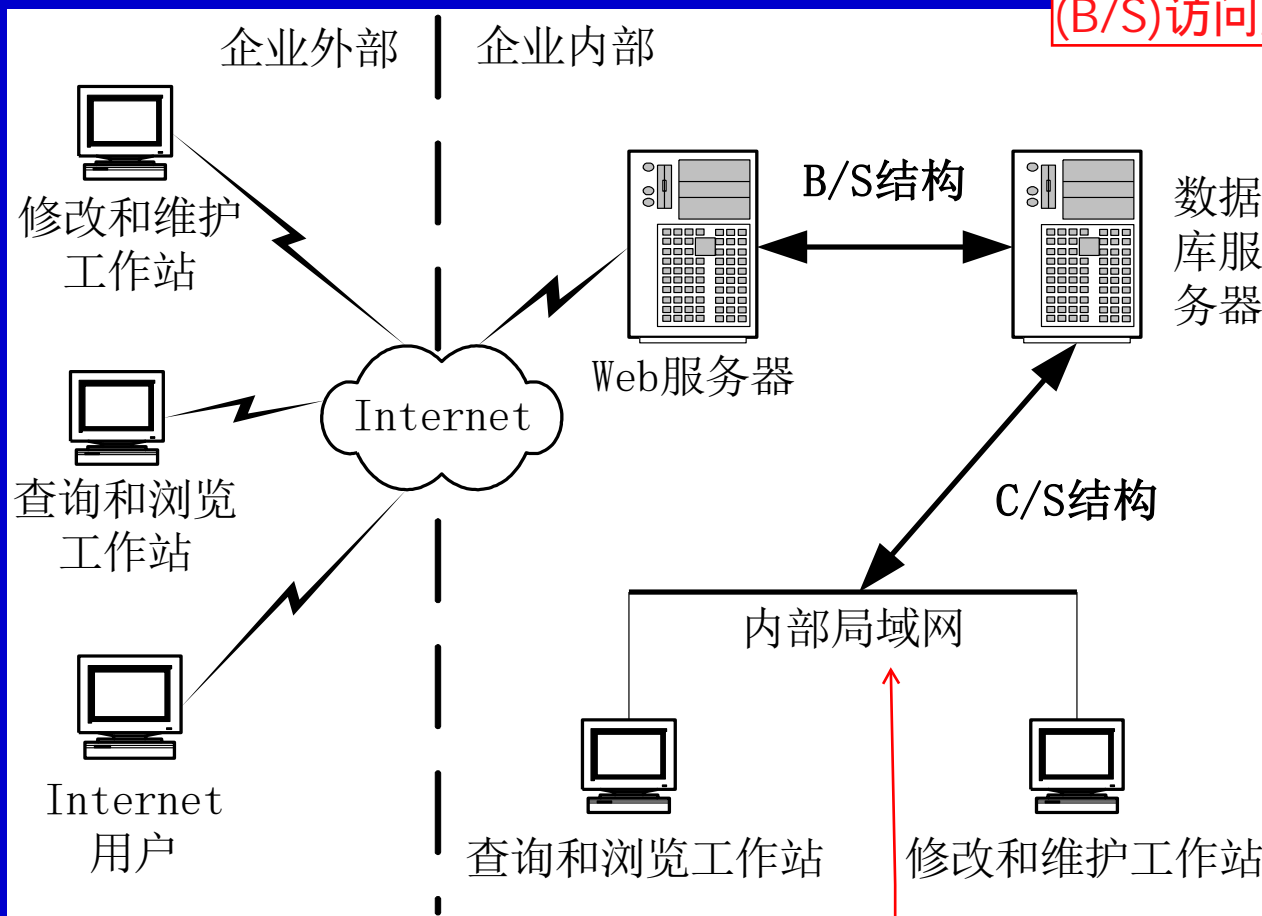 (B/S)访问
企业外部
企业内部
修改和维护
工作站
B/S结构
数据
库服
务器
Web服务器
Internet
查询和浏览
工作站
C/S结构
内部局域网
Internet
用户
查询和浏览工作站
修改和维护工作站